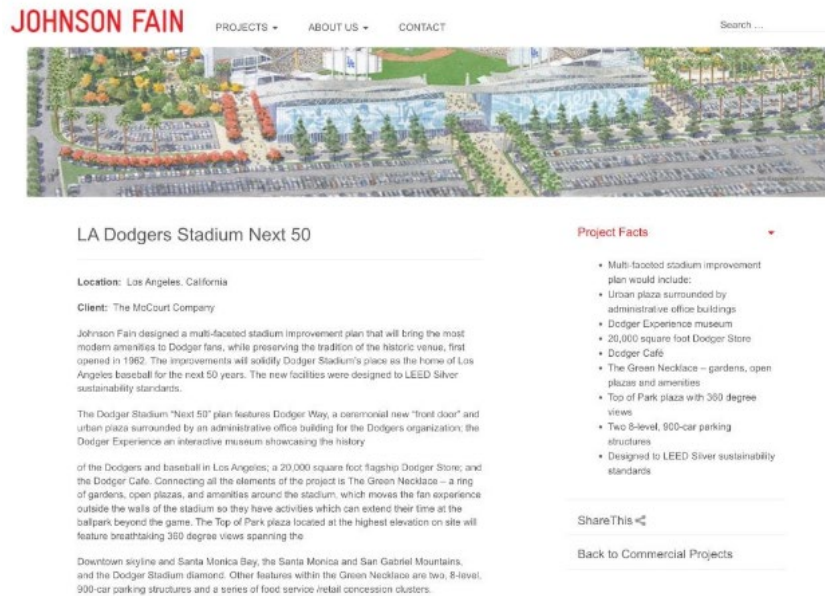 JOHNSON FAIN
PROJECTS
ABOUT US
CONTACT
Search ...
LA Dodgers Stadium Next 50
Location: Los Angeles, California
Client: The McCourt Company
Johnson Fain designed a multi-faceted stadium improvement plan that will bring the most
modern amenities to Dodger fans, while preserving the tradition of the historic venue, first
opened in 1962. The improvements will solidify Dodger Stadium's place as the home of Los
Angeles baseball for the next 50 years. The new facilities were designed to LEED Silver
sustainability standards.
The Dodger Stadium "Next 50" plan features Dodger Way, a ceremonial new "front door" and
urban plaza surrounded by an administrative office building for the Dodgers organization; the
Dodger Experience an interactive museum showcasing the history
of the Dodgers and baseball in Los Angeles; a 20,000 square foot flagship Dodger Store; and
the Dodger Cafe. Connecting all the elements of the project is The Green Necklace – a ring
of gardens, open plazas, and amenities around the stadium, which moves the fan experience
outside the walls of the stadium so they have activities which can extend their time at the
ballpark beyond the game. The Top of Park plaza located at the highest elevation on site will
feature breathtaking 360 degree views spanning the
Downtown skyline and Santa Monica Bay, the Santa Monica and San Gabriel Mountains,
and the Dodger Stadium diamond. Other features within the Green Necklace are two, 8-level,
900-car parking structures and a series of food service /retail concession clusters.
Project Facts
• Multi-faceted stadium improvement
plan would include:
• Urban plaza surrounded by
administrative office buildings
• Dodger Experience museum
• 20,000 square foot Dodger Store
• Dodger Café
• The Green Necklace – gardens, open
plazas and amenities
• Top of Park plaza with 360 degree
views
• Two 8-level, 900-car parking
structures
• Designed to LEED Silver sustainability
standards
ShareThis
Back to Commercial Projects